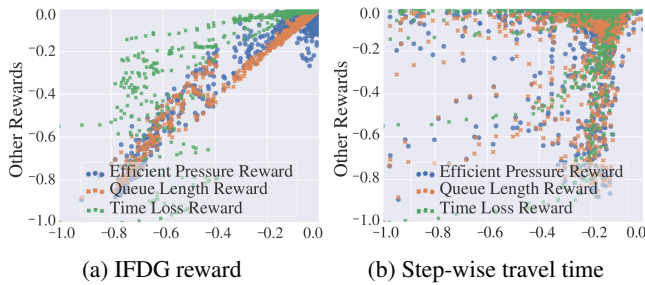 0.0
−0.2
−0.4
−0.6
−0.8
−1.0
Other Rewards
Efficient Pressure Reward
Queue Length Reward
Time Loss Reward
−1.0 −0.8 −0.6 −0.4 −0.2 0.0
(a) IFDG reward
0.0
−0.2
−0.4
−0.6
−0.8
−1.0
Other Rewards
Efficient Pressure Reward
Queue Length Reward
Time Loss Reward
−1.0 −0.8 −0.6 −0.4 −0.2 0.0
(b) Step-wise travel time